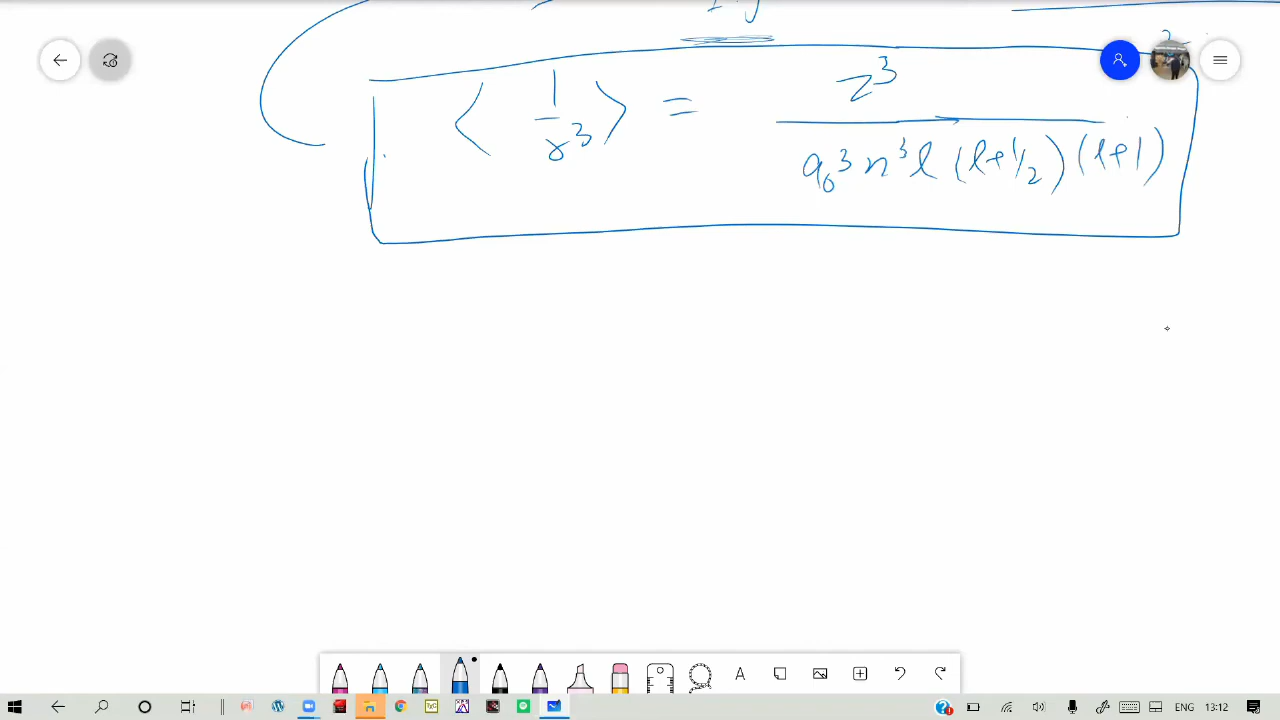 ⟨ 1/r³ ⟩ = z³ / a₀³ n³ l (l+1/2) (l+1)
A
ENG 13:12